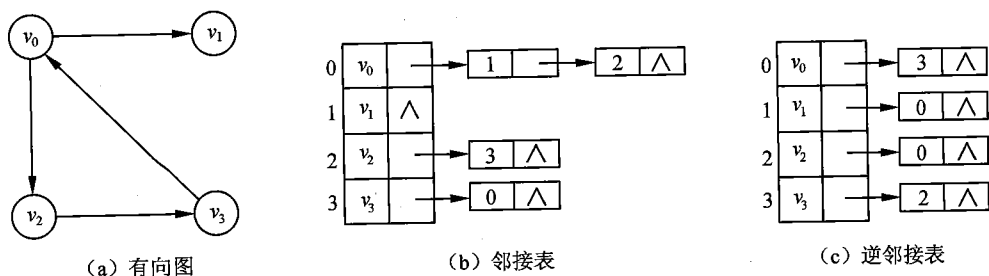 v₀ v₁
v₂ v₃
(a) 有向图
0 v₀ 1 2 ∧
1 v₁ ∧
2 v₂ 3 ∧
3 v₃ 0 ∧
(b) 邻接表
0 v₀ 3 ∧
1 v₁ 0 ∧
2 v₂ 0 ∧
3 v₃ 2 ∧
(c) 逆邻接表